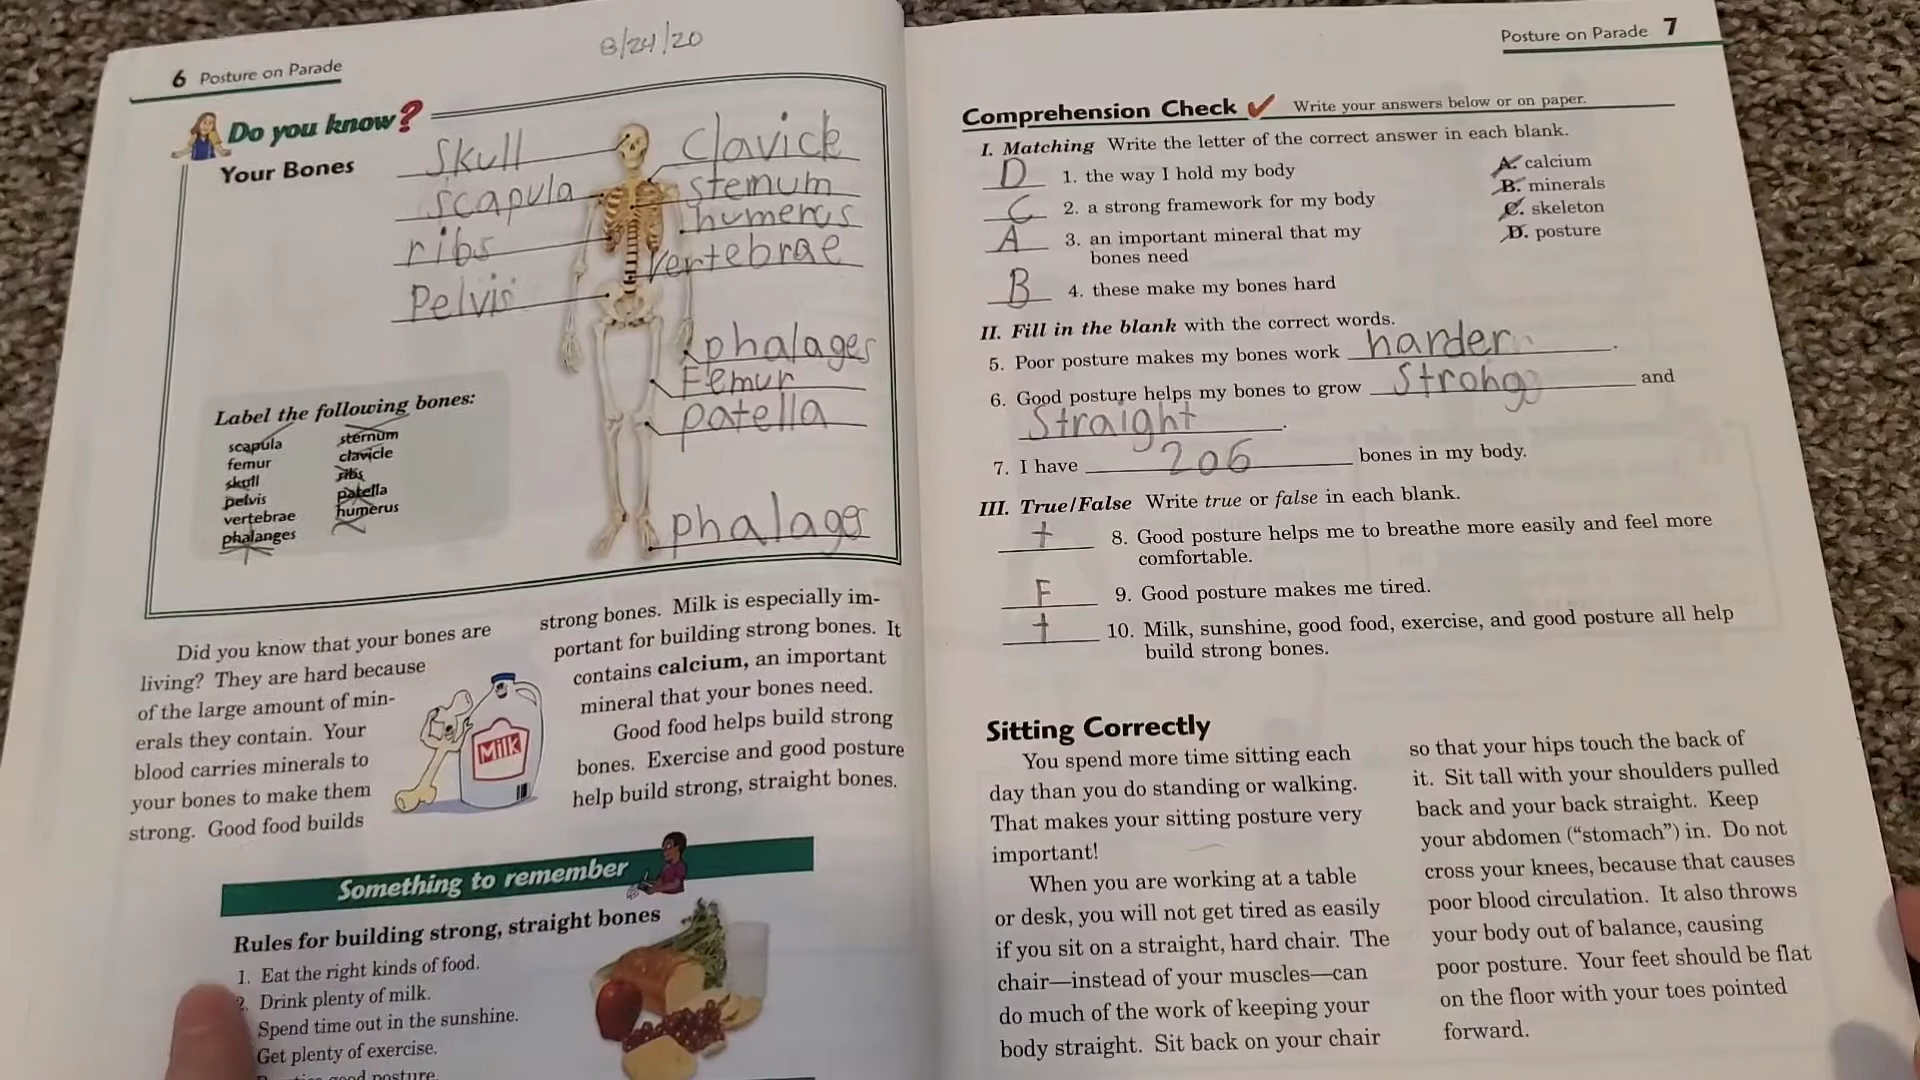 8/24/20
6 Posture on Parade
Do you know?
Your Bones
Skull
scapula
ribs
Pelvis
Clavick
stemum
humerus
vertebrae
phalages
Femur
patella
phalages
Label the following bones:
scapula
femur
skull
pelvis
vertebrae
phalanges
sternum
clavicle
ribs
patella
humerus
Did you know that your bones are
living? They are hard because
of the large amount of min-
erals they contain. Your
blood carries minerals to
your bones to make them
strong. Good food builds
Milk
strong bones. Milk is especially im-
portant for building strong bones. It
contains calcium, an important
mineral that your bones need.
Good food helps build strong
bones. Exercise and good posture
help build strong, straight bones.
Something to remember
Rules for building strong, straight bones
1. Eat the right kinds of food.
2. Drink plenty of milk.
Spend time out in the sunshine.
Get plenty of exercise.
good posture.
Posture on Parade 7
Comprehension Check ✓ Write your answers below or on paper.
I. Matching Write the letter of the correct answer in each blank.
D 1. the way I hold my body
C 2. a strong framework for my body
A 3. an important mineral that my
bones need
B 4. these make my bones hard
A. calcium
B. minerals
C. skeleton
D. posture
II. Fill in the blank with the correct words.
5. Poor posture makes my bones work harder.
6. Good posture helps my bones to grow Strong and
Straight.
7. I have 206 bones in my body.
III. True/False Write true or false in each blank.
t 8. Good posture helps me to breathe more easily and feel more
comfortable.
F 9. Good posture makes me tired.
t 10. Milk, sunshine, good food, exercise, and good posture all help
build strong bones.
Sitting Correctly
You spend more time sitting each
day than you do standing or walking.
That makes your sitting posture very
important!
When you are working at a table
or desk, you will not get tired as easily
if you sit on a straight, hard chair. The
chair—instead of your muscles—can
do much of the work of keeping your
body straight. Sit back on your chair
so that your hips touch the back of
it. Sit tall with your shoulders pulled
back and your back straight. Keep
your abdomen (“stomach”) in. Do not
cross your knees, because that causes
poor blood circulation. It also throws
your body out of balance, causing
poor posture. Your feet should be flat
on the floor with your toes pointed
forward.